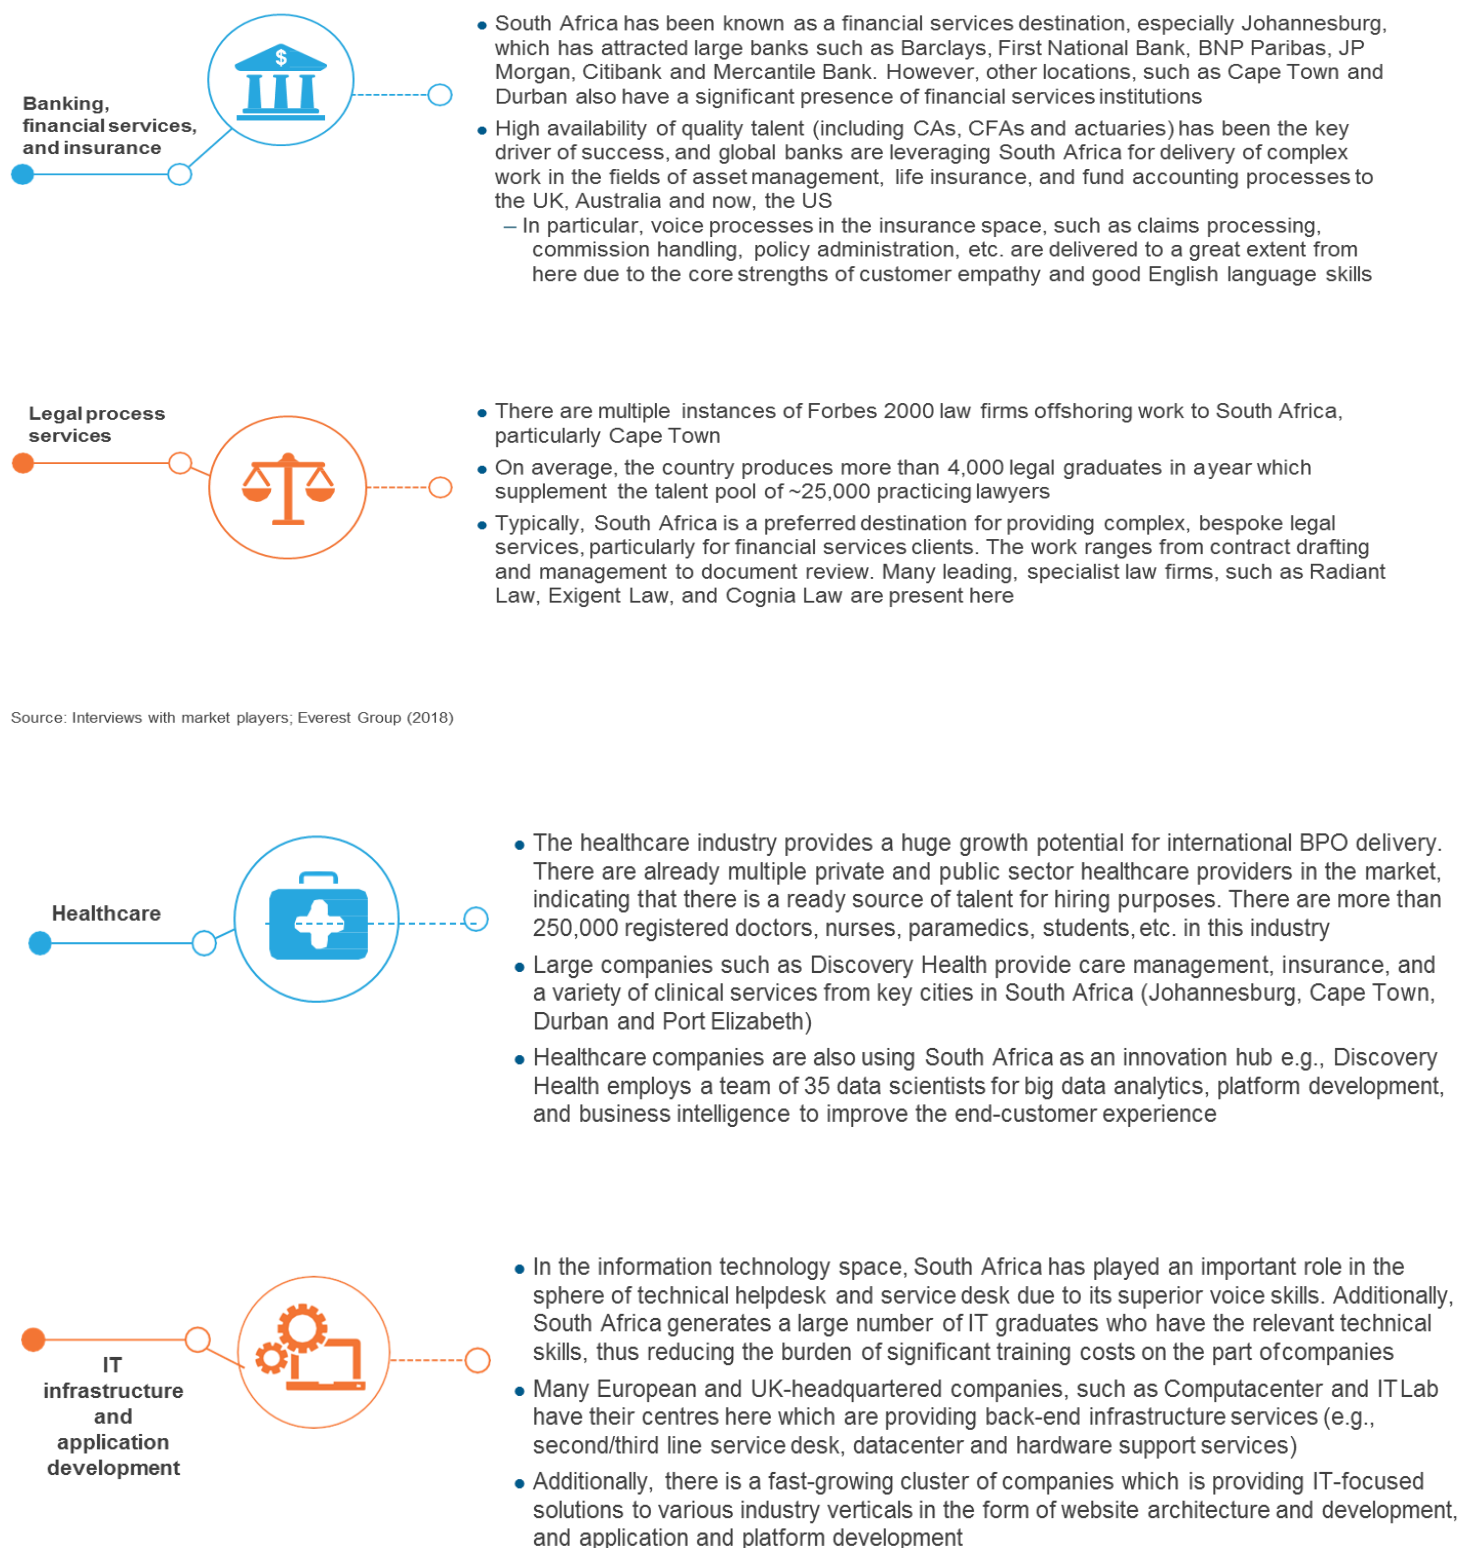 Banking,
financial services,
and insurance
$
● South Africa has been known as a financial services destination, especially Johannesburg,
which has attracted large banks such as Barclays, First National Bank, BNP Paribas, JP
Morgan, Citibank and Mercantile Bank. However, other locations, such as Cape Town and
Durban also have a significant presence of financial services institutions
● High availability of quality talent (including CAs, CFAs and actuaries) has been the key
driver of success, and global banks are leveraging South Africa for delivery of complex
work in the fields of asset management, life insurance, and fund accounting processes to
the UK, Australia and now, the US
– In particular, voice processes in the insurance space, such as claims processing,
commission handling, policy administration, etc. are delivered to a great extent from
here due to the core strengths of customer empathy and good English language skills
Legal process
services
● There are multiple instances of Forbes 2000 law firms offshoring work to South Africa,
particularly Cape Town
● On average, the country produces more than 4,000 legal graduates in a year which
supplement the talent pool of ~25,000 practicing lawyers
● Typically, South Africa is a preferred destination for providing complex, bespoke legal
services, particularly for financial services clients. The work ranges from contract drafting
and management to document review. Many leading, specialist law firms, such as Radiant
Law, Exigent Law, and Cognia Law are present here
Source: Interviews with market players; Everest Group (2018)
Healthcare
● The healthcare industry provides a huge growth potential for international BPO delivery.
There are already multiple private and public sector healthcare providers in the market,
indicating that there is a ready source of talent for hiring purposes. There are more than
250,000 registered doctors, nurses, paramedics, students, etc. in this industry
● Large companies such as Discovery Health provide care management, insurance, and
a variety of clinical services from key cities in South Africa (Johannesburg, Cape Town,
Durban and Port Elizabeth)
● Healthcare companies are also using South Africa as an innovation hub e.g., Discovery
Health employs a team of 35 data scientists for big data analytics, platform development,
and business intelligence to improve the end-customer experience
IT
infrastructure
and
application
development
● In the information technology space, South Africa has played an important role in the
sphere of technical helpdesk and service desk due to its superior voice skills. Additionally,
South Africa generates a large number of IT graduates who have the relevant technical
skills, thus reducing the burden of significant training costs on the part of companies
● Many European and UK-headquartered companies, such as Computacenter and IT Lab
have their centres here which are providing back-end infrastructure services (e.g.,
second/third line service desk, datacenter and hardware support services)
● Additionally, there is a fast-growing cluster of companies which is providing IT-focused
solutions to various industry verticals in the form of website architecture and development,
and application and platform development